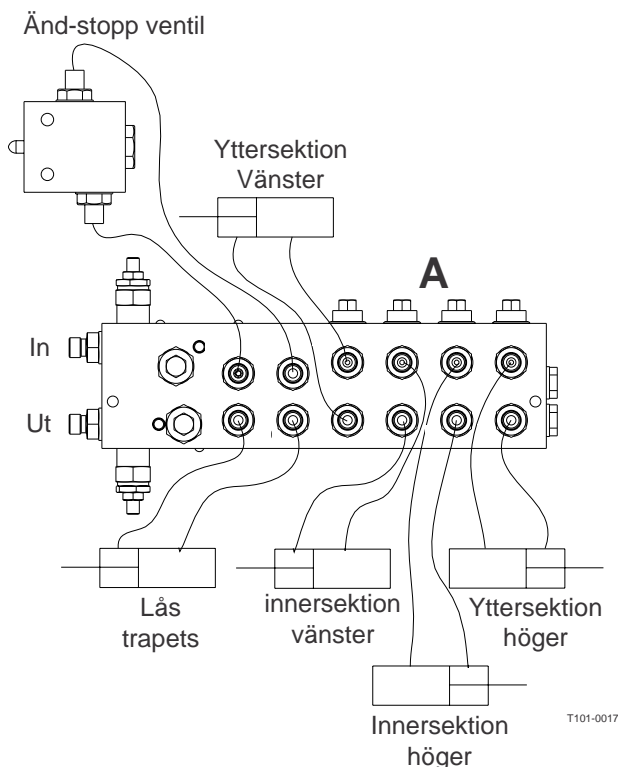 Änd-stopp ventil
Yttersektion
Vänster
A
In
Ut
Lås
trapets
innersektion
vänster
Yttersektion
höger
Innersektion
höger
T101-0017